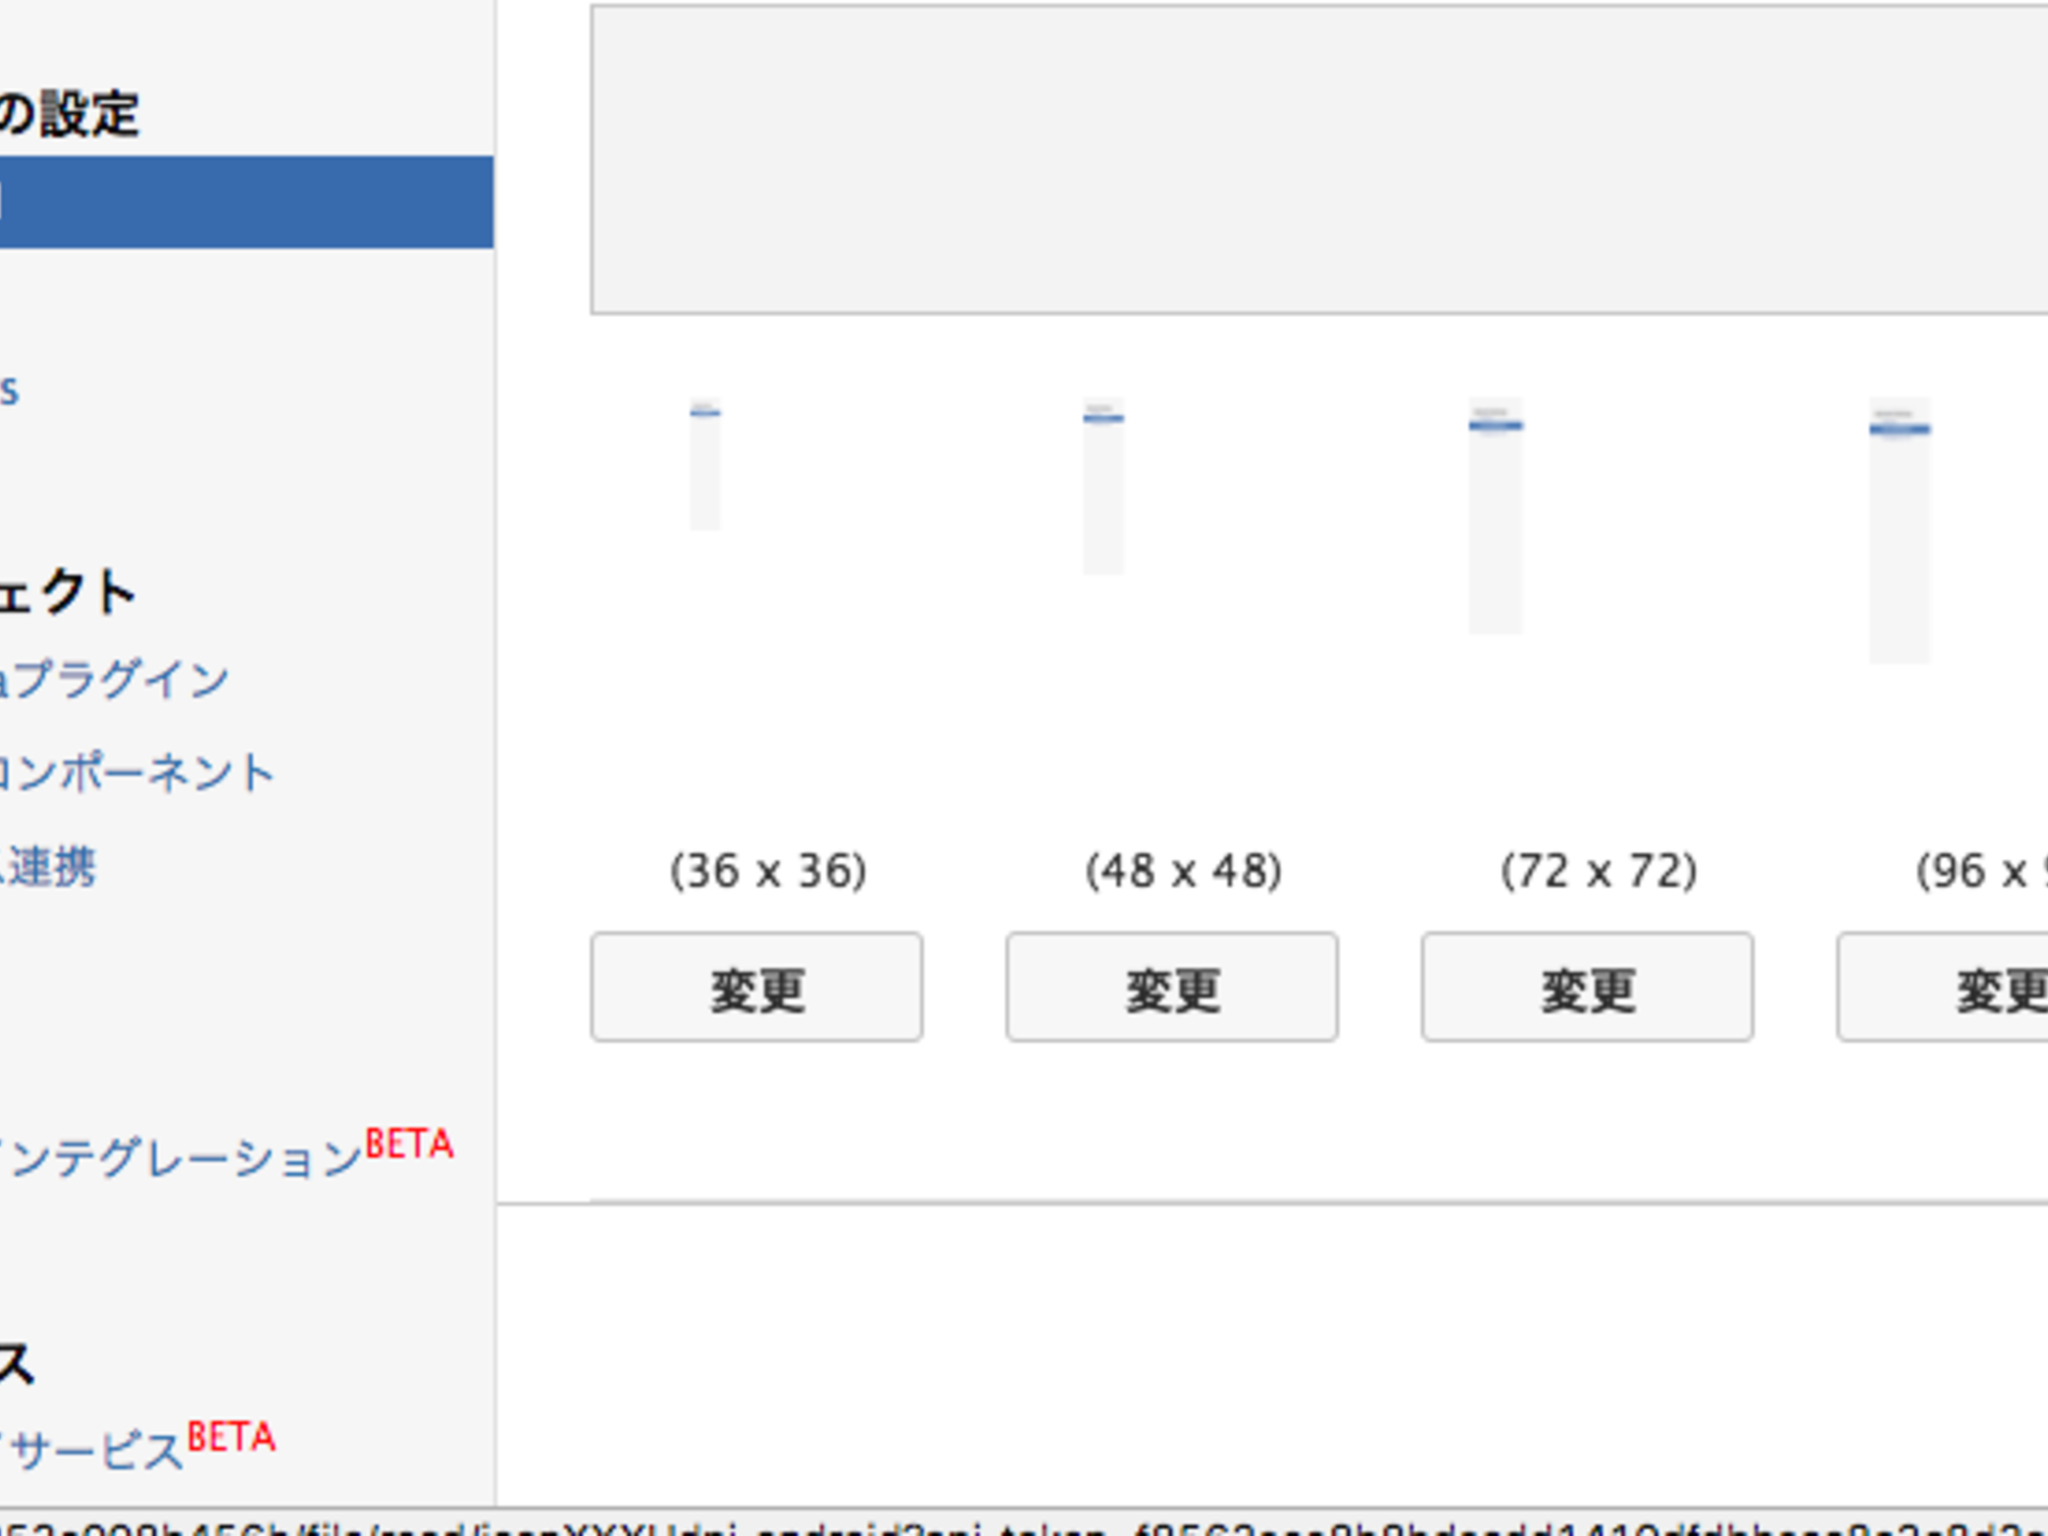 の設定
s
ェクト
aプラグイン
コンポーネント
ス連携
インテグレーションBETA
ス
サービスBETA
(36 x 36) (48 x 48) (72 x 72) (96 x
変更 変更 変更 変更